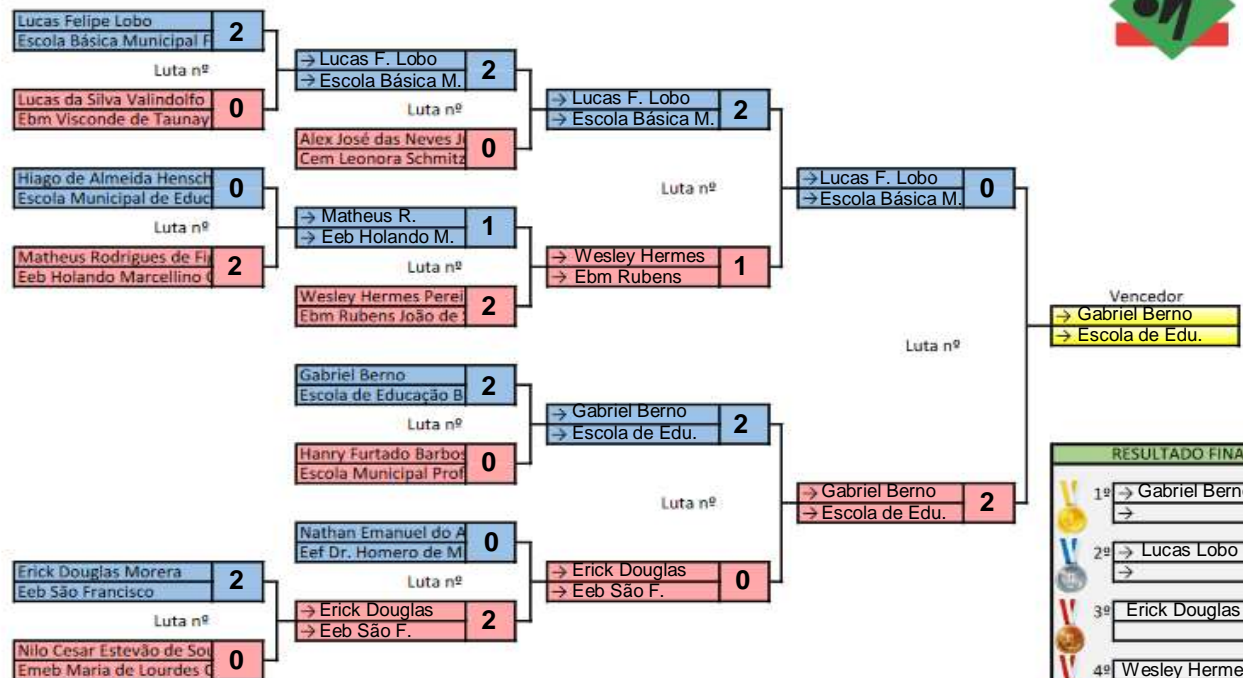 Lucas Felipe Lobo
Escola Básica Municipal F
2
Luta nº
Lucas da Silva Valindolfo
Ebm Visconde de Taunay
0
Hiago de Almeida Hensch
Escola Municipal de Educ
0
Luta nº
Matheus Rodrigues de Fi
Eeb Holando Marcellino
2
Erick Douglas Morera
Eeb São Francisco
2
Luta nº
Nilo Cesar Estevão de Sou
Emeb Maria de Lourdes
0
→ Lucas F. Lobo
→ Escola Básica M.
2
Luta nº
Alex José das Neves J
Cem Leonora Schmitz
0
→ Matheus R.
→ Eeb Holando M.
1
Luta nº
Wesley Hermes Perei
Ebm Rubens João de
2
Gabriel Berno
Escola de Educação B
2
Luta nº
Hanry Furtado Barbos
Escola Municipal Prof
0
Nathan Emanuel do A
Eef Dr. Homero de M
0
Luta nº
→ Erick Douglas
→ Eeb São F.
2
→ Lucas F. Lobo
→ Escola Básica M.
2
Luta nº
→ Wesley Hermes
→ Ebm Rubens
1
→ Gabriel Berno
→ Escola de Edu.
2
Luta nº
→ Erick Douglas
→ Eeb São F.
0
→Lucas F. Lobo
→Escola Básica M.
0
Luta nº
→Gabriel Berno
→Escola de Edu.
2
Vencedor
→ Gabriel Berno
→ Escola de Edu.
RESULTADO FINA
1º → Gabriel Bern
→
2º → Lucas Lobo
→
3º Erick Douglas
4º Wesley Herme